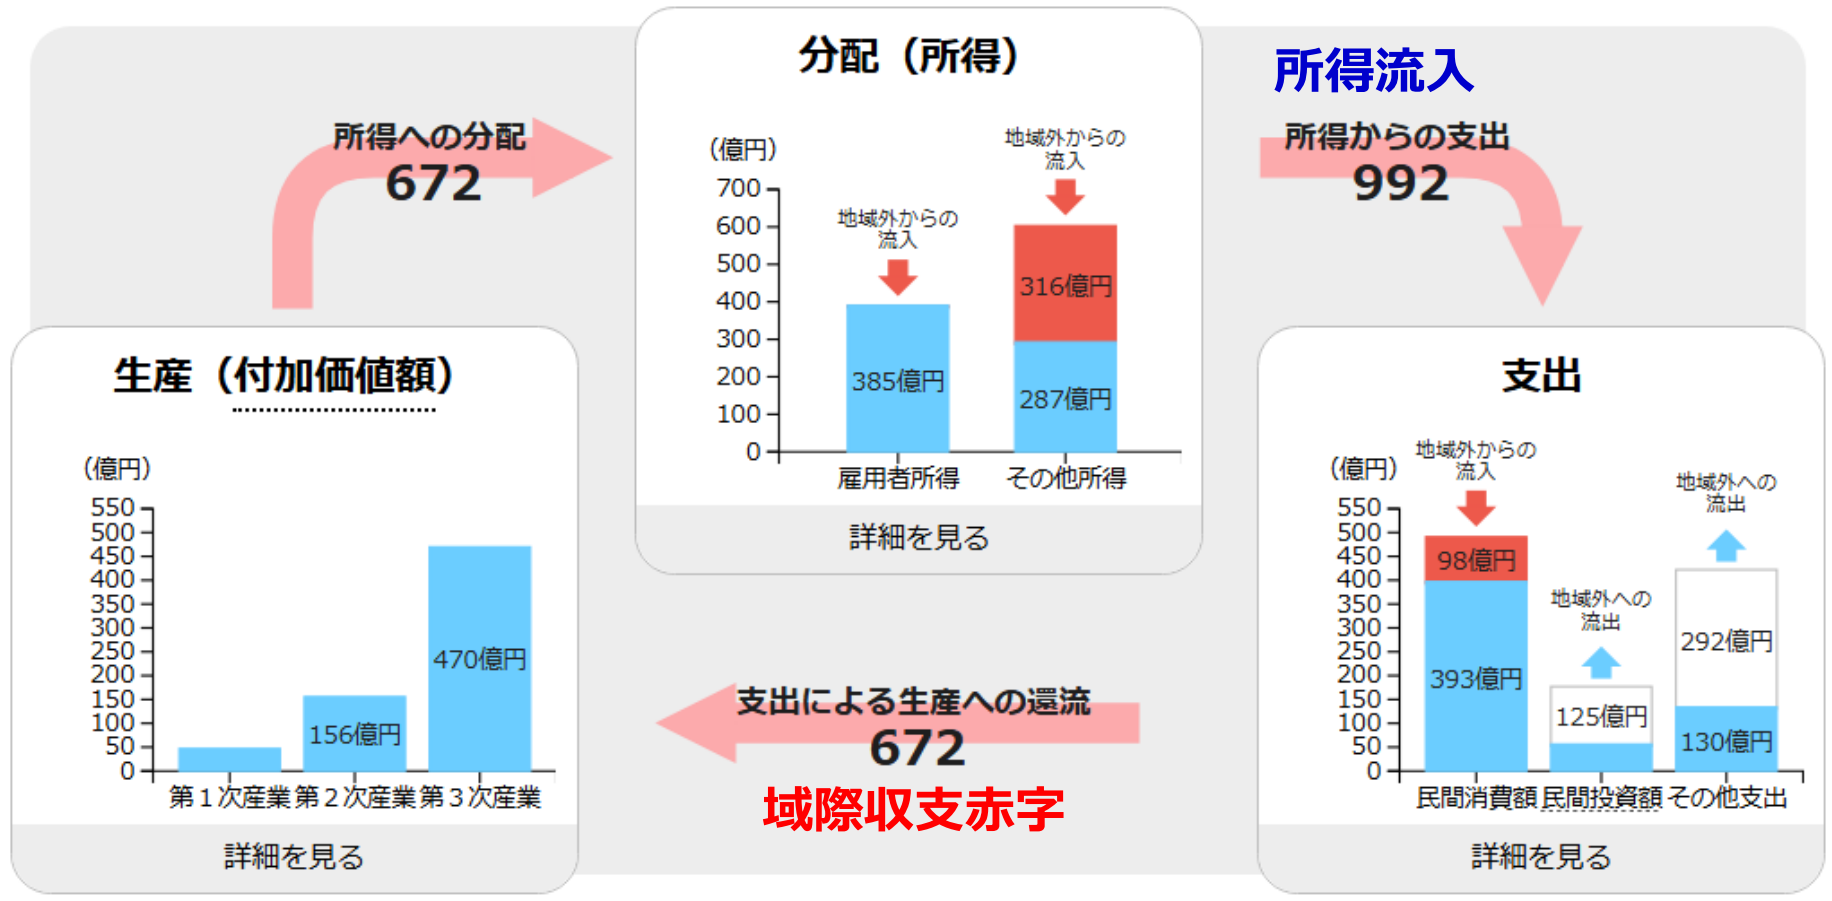 分配（所得）
所得流入
所得への分配
672
所得からの支出
992
（億円）
地域外からの
流入
地域外からの
流入
700
600
500
400
300
200
100
0
316億円
385億円
287億円
雇用者所得
その他所得
詳細を見る
生産（付加価値額）
（億円）
550
500
450
400
350
300
250
200
150
100
50
0
470億円
156億円
第１次産業
第２次産業
第３次産業
詳細を見る
支出
（億円）
地域外からの
流入
地域外への
流出
地域外への
流出
550
500
450
400
350
300
250
200
150
100
50
0
98億円
393億円
125億円
292億円
130億円
民間消費額
民間投資額
その他支出
詳細を見る
支出による生産への還流
672
域際収支赤字